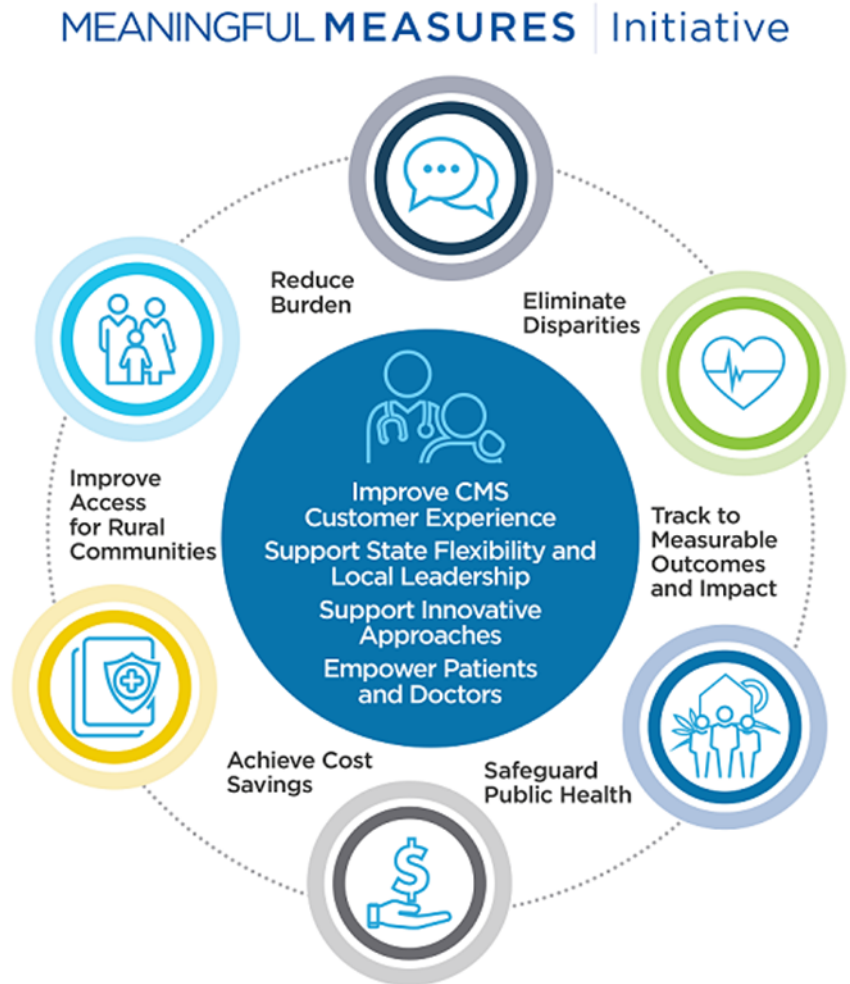 MEANINGFUL MEASURES | Initiative
Reduce
Burden
Eliminate
Disparities
Improve
Access
for Rural
Communities
Improve CMS
Customer Experience
Support State Flexibility and
Local Leadership
Support Innovative
Approaches
Empower Patients
and Doctors
Track to
Measurable
Outcomes
and Impact
Achieve Cost
Savings
Safeguard
Public Health
$